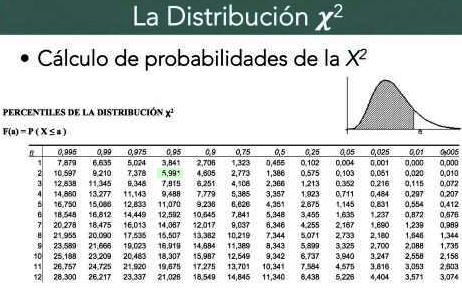 La Distribución χ²
• Cálculo de probabilidades de la X²
PERCENTILES DE LA DISTRIBUCIÓN χ²
F(a) = P ( X ≤ a )
a
n 0,995 0,99 0,975 0,95 0,9 0,75 0,5 0,25 0,1 0,05 0,025 0,01 0,005
1 7,879 6,635 5,024 3,841 2,706 1,323 0,455 0,102 0,004 0,001 0,000 0,000
2 10,597 9,210 7,378 5,991 4,605 2,773 1,386 0,575 0,103 0,051 0,020 0,010
3 12,838 11,345 9,348 7,815 6,251 4,108 2,366 1,213 0,352 0,216 0,115 0,072
4 14,860 13,277 11,143 9,488 7,779 5,385 3,357 1,923 0,711 0,484 0,297 0,207
5 16,750 15,086 12,833 11,070 9,236 6,626 4,351 2,675 1,145 0,831 0,554 0,412
6 18,548 16,812 14,449 12,592 10,645 7,841 5,348 3,455 1,635 1,237 0,872 0,676
7 20,278 18,475 16,013 14,067 12,017 9,037 6,346 4,255 2,167 1,690 1,239 0,989
8 21,955 20,090 17,535 15,507 13,362 10,219 7,344 5,071 2,733 2,180 1,646 1,344
9 23,589 21,666 19,023 16,919 14,684 11,389 8,343 5,899 3,325 2,700 2,088 1,735
10 25,188 23,209 20,483 18,307 15,987 12,549 9,342 6,737 3,940 3,247 2,558 2,156
11 26,757 24,725 21,920 19,675 17,275 13,701 10,341 7,584 4,575 3,816 3,053 2,603
12 28,300 26,217 23,337 21,026 18,549 14,845 11,340 8,438 5,226 4,404 3,571 3,074